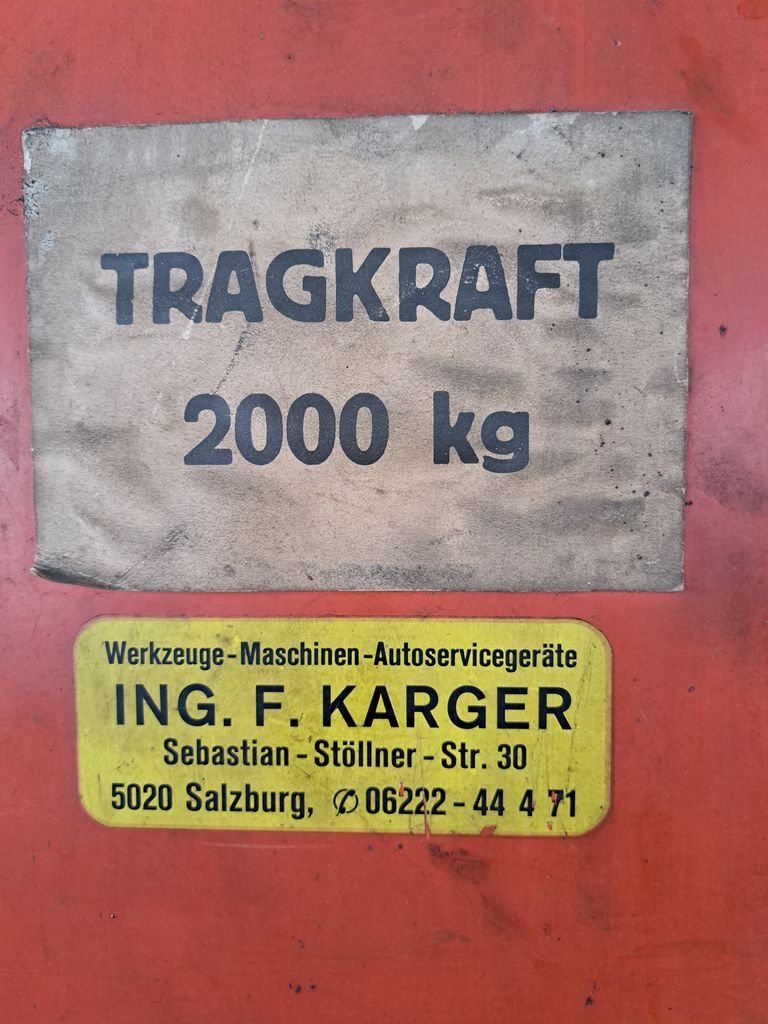 TRAGKRAFT
2000 kg
Werkzeuge-Maschinen-Autoservicegeräte
ING. F. KARGER
Sebastian-Stöllner-Str. 30
5020 Salzburg, ✆ 06222-44 4 71